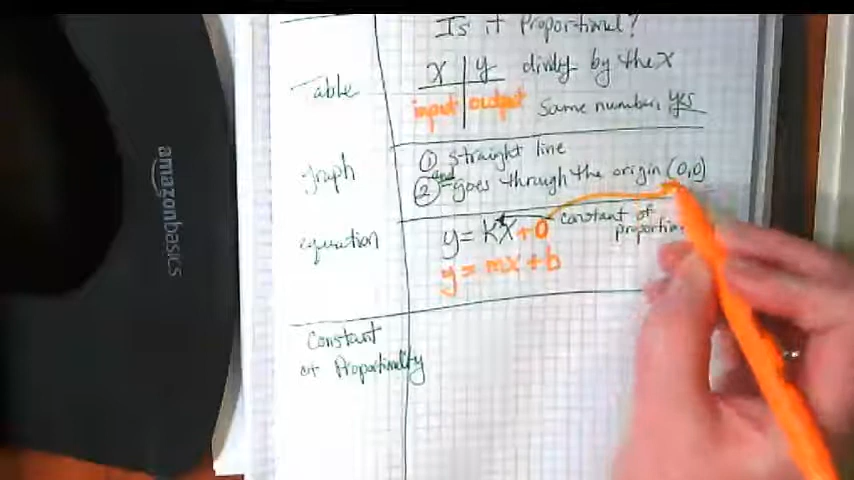 Is it Proportional?
Table
x y divide by the x
input output same number: yes
graph
① straight line
and
② goes through the origin (0,0)
equation
y = kx + 0 constant of
y = mx + b
Constant
of Proportionality
amazonbasics